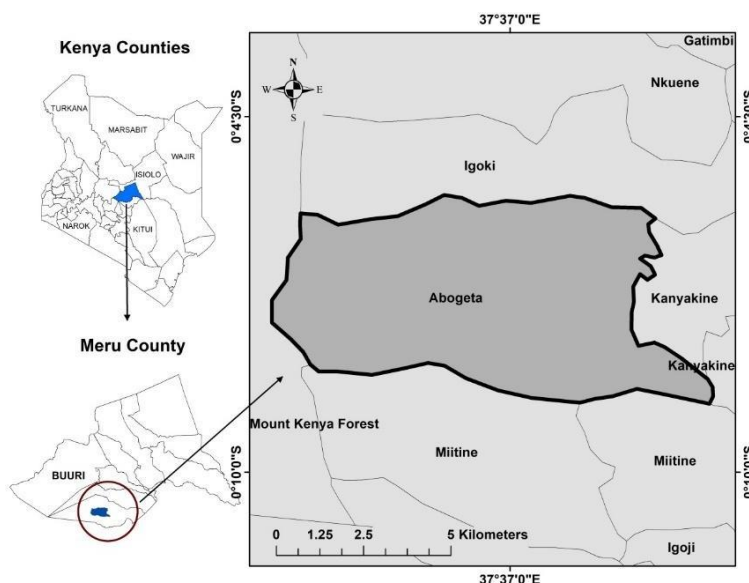 Kenya Counties
TURKANA
MARSABIT
WAJIR
ISIOLO
NAROK
KITUI
Meru County
BUURI
37°37'0"E
Gatimbi
Nkuene
N
W E
S
0°4'30"S
0°4'30"S
Igoki
Abogeta
Kanyakine
Kanyakine
Mount Kenya Forest
Miitine
Miitine
0°10'0"S
0°10'0"S
0 1.25 2.5 5 Kilometers
Igoji
37°37'0"E